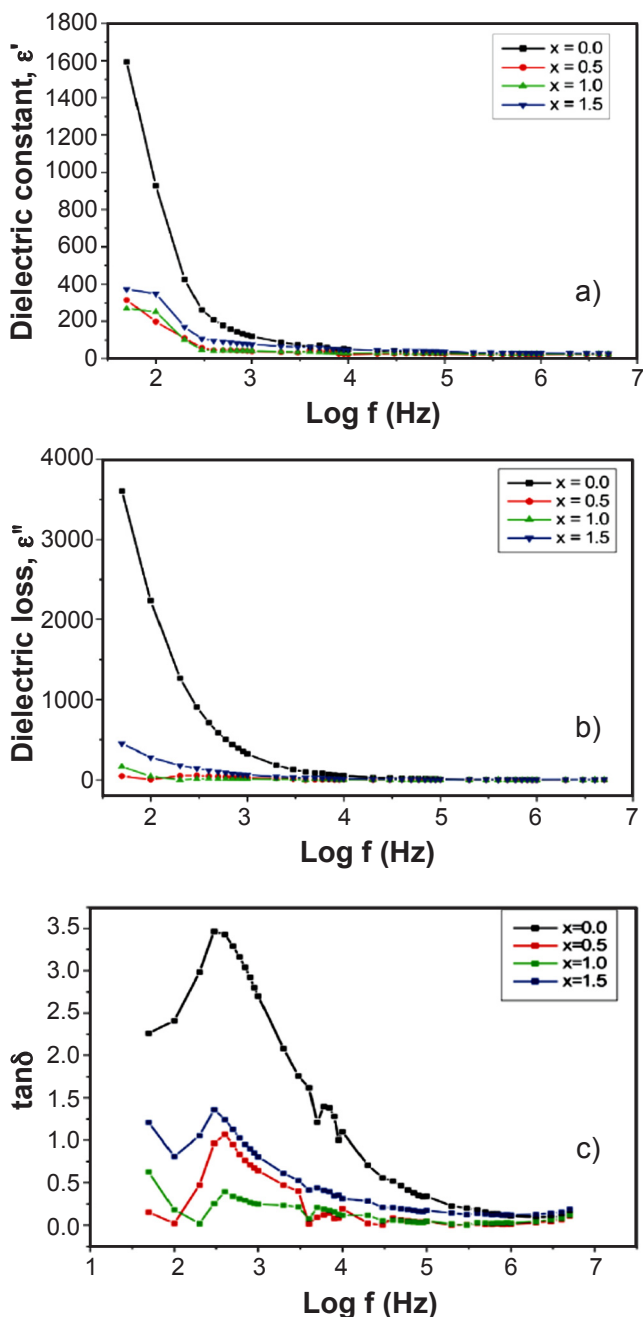 1800
1600
1400
1200
1000
800
600
400
200
0
Dielectric constant, ε'
x = 0.0
x = 0.5
x = 1.0
x = 1.5
a)
2 3 4 5 6 7
Log f (Hz)
4000
3000
2000
1000
0
Dielectric loss, ε"
x = 0.0
x = 0.5
x = 1.0
x = 1.5
b)
2 3 4 5 6 7
Log f (Hz)
3.5
3.0
2.5
2.0
1.5
1.0
0.5
0.0
tanδ
x=0.0
x=0.5
x=1.0
x=1.5
c)
1 2 3 4 5 6 7
Log f (Hz)